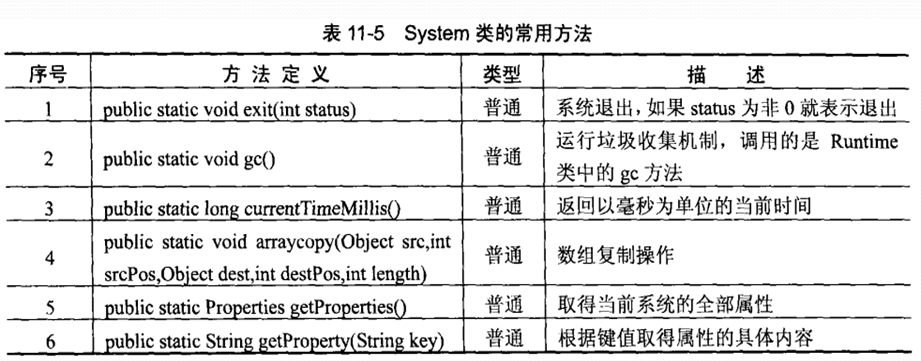 表 11-5 System 类的常用方法
序号 方 法 定 义 类型 描 述
1 public static void exit(int status) 普通 系统退出，如果 status 为非 0 就表示退出
2 public static void gc() 普通 运行垃圾收集机制，调用的是 Runtime
类中的 gc 方法
3 public static long currentTimeMillis() 普通 返回以毫秒为单位的当前时间
4 public static void arraycopy(Object src,int
srcPos,Object dest,int destPos,int length) 普通 数组复制操作
5 public static Properties getProperties() 普通 取得当前系统的全部属性
6 public static String getProperty(String key) 普通 根据键值取得属性的具体内容